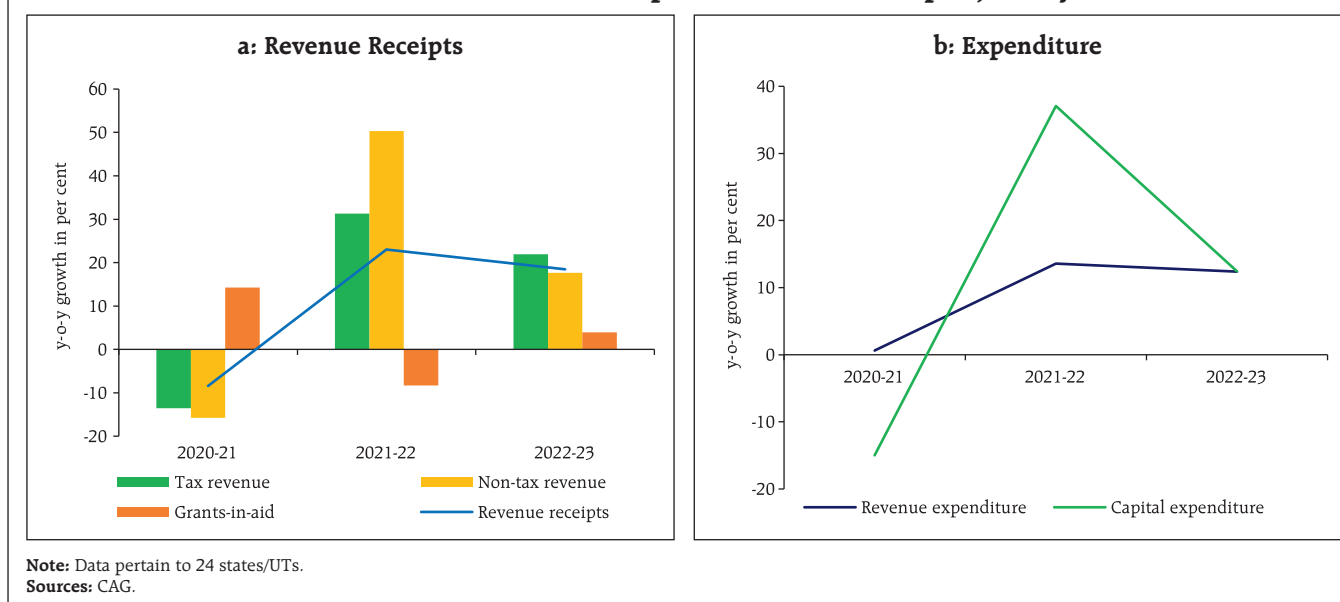 a: Revenue Receipts
60
50
40
30
20
10
0
-10
-20
y-o-y growth in per cent
2020-21 2021-22 2022-23
Tax revenue Non-tax revenue
Grants-in-aid Revenue receipts
b: Expenditure
40
30
20
10
0
-10
-20
y-o-y growth in per cent
2020-21 2021-22 2022-23
Revenue expenditure Capital expenditure
Note: Data pertain to 24 states/UTs.
Sources: CAG.